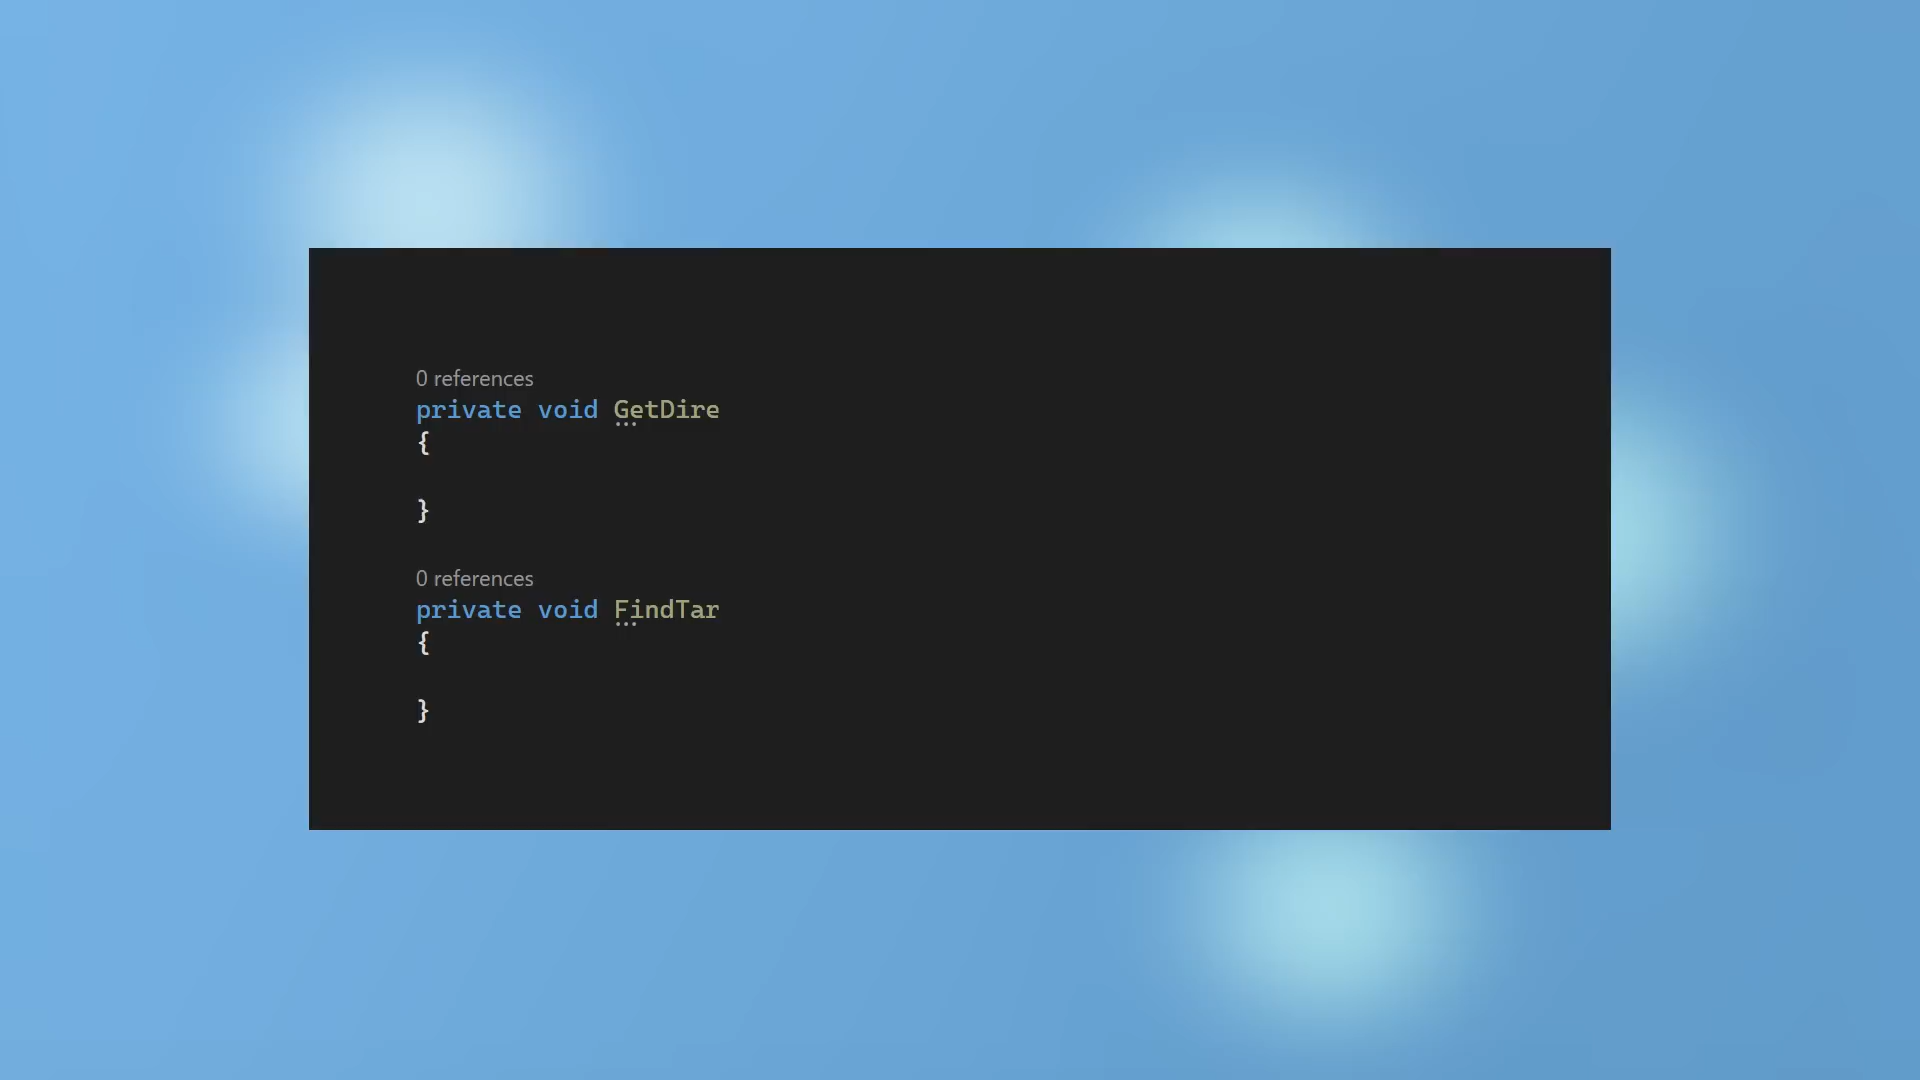 0 references
private void GetDire
{
}
0 references
private void FindTar
{
}